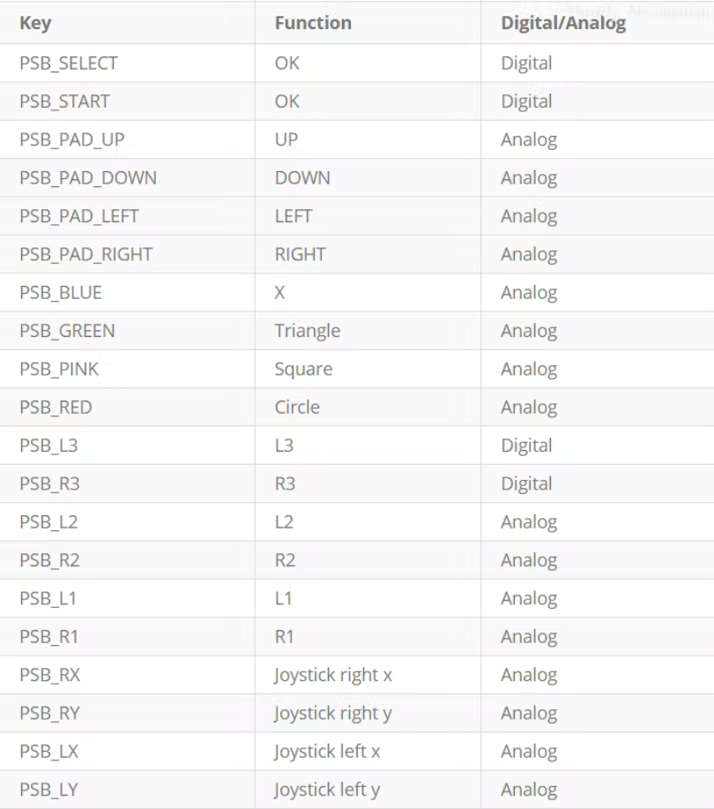 Key Function Digital/Analog
PSB_SELECT OK Digital
PSB_START OK Digital
PSB_PAD_UP UP Analog
PSB_PAD_DOWN DOWN Analog
PSB_PAD_LEFT LEFT Analog
PSB_PAD_RIGHT RIGHT Analog
PSB_BLUE X Analog
PSB_GREEN Triangle Analog
PSB_PINK Square Analog
PSB_RED Circle Analog
PSB_L3 L3 Digital
PSB_R3 R3 Digital
PSB_L2 L2 Analog
PSB_R2 R2 Analog
PSB_L1 L1 Analog
PSB_R1 R1 Analog
PSB_RX Joystick right x Analog
PSB_RY Joystick right y Analog
PSB_LX Joystick left x Analog
PSB_LY Joystick left y Analog